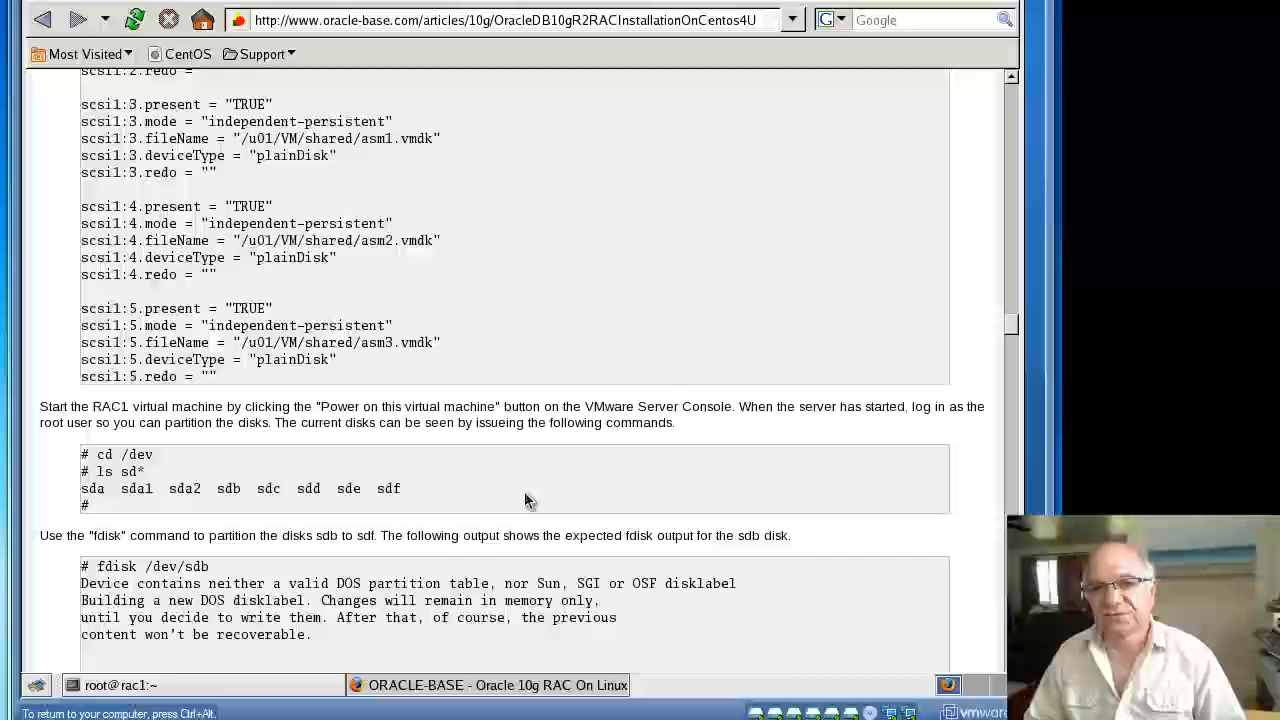 http://www.oracle-base.com/articles/10g/OracleDB10gR2RACInstallationOnCentos4U
Google
Most Visited
CentOS
Support
scsi1:2.redo =
scsi1:3.present = "TRUE"
scsi1:3.mode = "independent-persistent"
scsi1:3.fileName = "/u01/VM/shared/asm1.vmdk"
scsi1:3.deviceType = "plainDisk"
scsi1:3.redo = ""
scsi1:4.present = "TRUE"
scsi1:4.mode = "independent-persistent"
scsi1:4.fileName = "/u01/VM/shared/asm2.vmdk"
scsi1:4.deviceType = "plainDisk"
scsi1:4.redo = ""
scsi1:5.present = "TRUE"
scsi1:5.mode = "independent-persistent"
scsi1:5.fileName = "/u01/VM/shared/asm3.vmdk"
scsi1:5.deviceType = "plainDisk"
scsi1:5.redo = ""
Start the RAC1 virtual machine by clicking the "Power on this virtual machine" button on the VMware Server Console. When the server has started, log in as the
root user so you can partition the disks. The current disks can be seen by issueing the following commands.
# cd /dev
# ls sd*
sda sda1 sda2 sdb sdc sdd sde sdf
#
Use the "fdisk" command to partition the disks sdb to sdf. The following output shows the expected fdisk output for the sdb disk.
# fdisk /dev/sdb
Device contains neither a valid DOS partition table, nor Sun, SGI or OSF disklabel
Building a new DOS disklabel. Changes will remain in memory only,
until you decide to write them. After that, of course, the previous
content won't be recoverable.
root@rac1:~
ORACLE-BASE - Oracle 10g RAC On Linux
To return to your computer, press Ctrl+Alt.
vmware